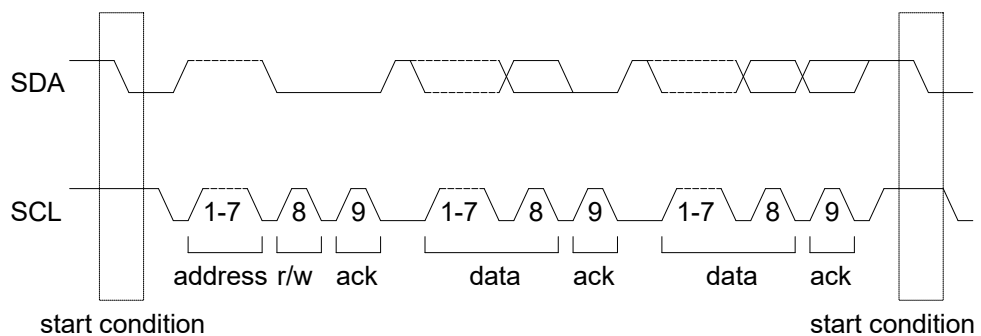 SDA
SCL
1-7 8 9 1-7 8 9 1-7 8 9
address r/w ack data ack data ack
start condition start condition